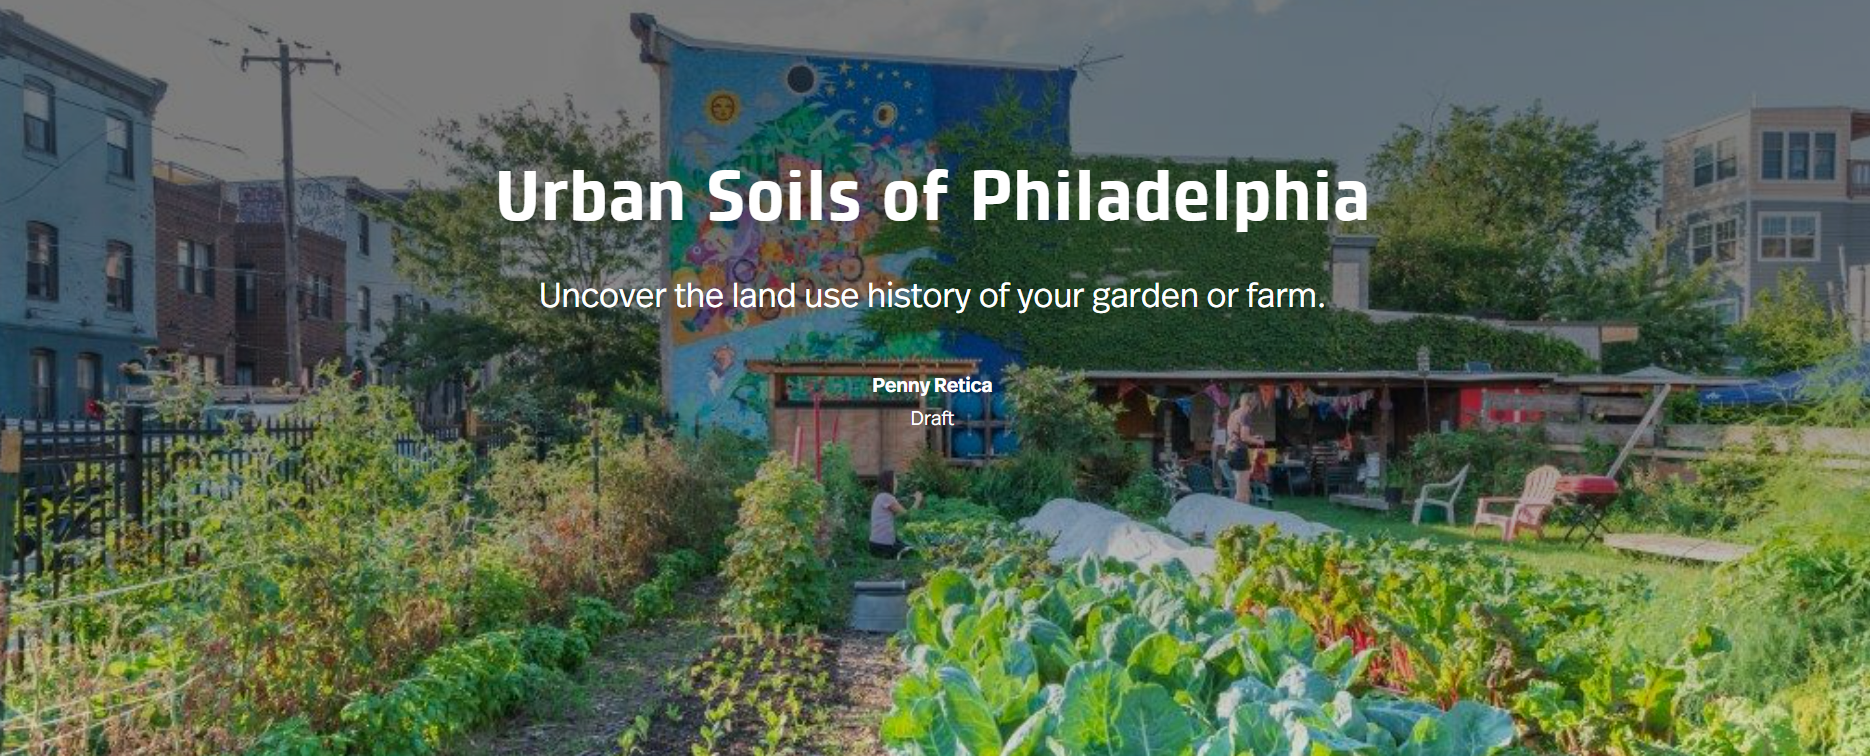 Urban Soils of Philadelphia
Uncover the land use history of your garden or farm.
Penny Retica
Draft